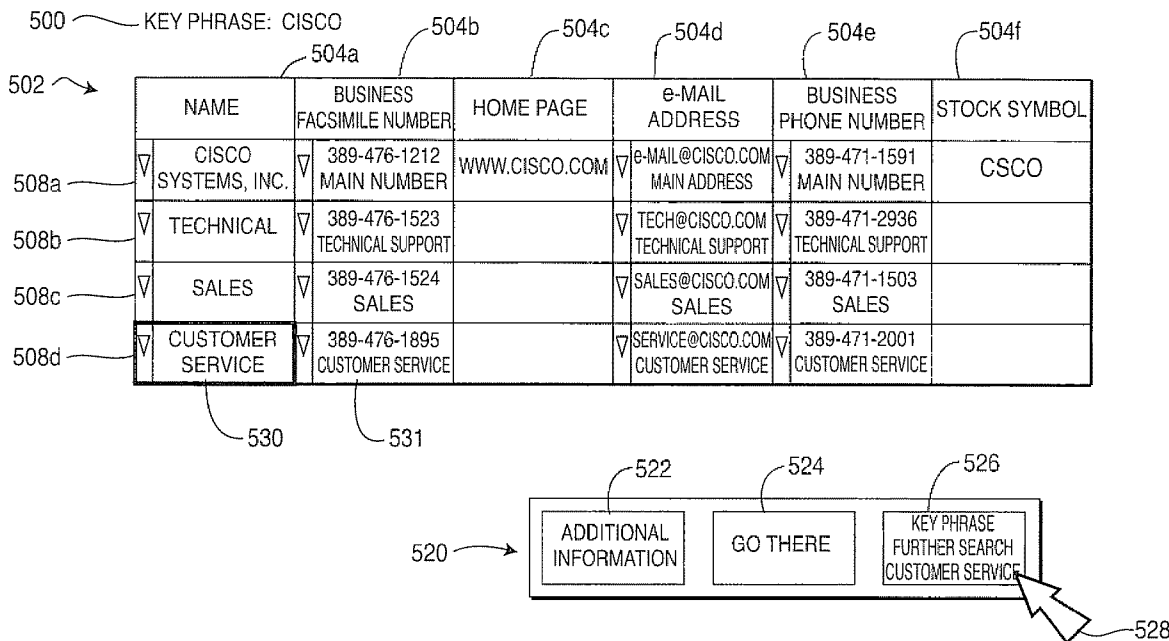 500 KEY PHRASE: CISCO
504a 504b 504c 504d 504e 504f
502
NAME
BUSINESS
FACSIMILE NUMBER
HOME PAGE
e-MAIL
ADDRESS
BUSINESS
PHONE NUMBER
STOCK SYMBOL
508a
CISCO
SYSTEMS, INC.
389-476-1212
MAIN NUMBER
WWW.CISCO.COM
e-MAIL@CISCO.COM
MAIN ADDRESS
389-471-1591
MAIN NUMBER
CSCO
508b
TECHNICAL
389-476-1523
TECHNICAL SUPPORT
TECH@CISCO.COM
TECHNICAL SUPPORT
389-471-2936
TECHNICAL SUPPORT
508c
SALES
389-476-1524
SALES
SALES@CISCO.COM
SALES
389-471-1503
SALES
508d
CUSTOMER
SERVICE
389-476-1895
CUSTOMER SERVICE
SERVICE@CISCO.COM
CUSTOMER SERVICE
389-471-2001
CUSTOMER SERVICE
530 531
522 524 526
520
ADDITIONAL
INFORMATION
GO THERE
KEY PHRASE
FURTHER SEARCH
CUSTOMER SERVICE
528